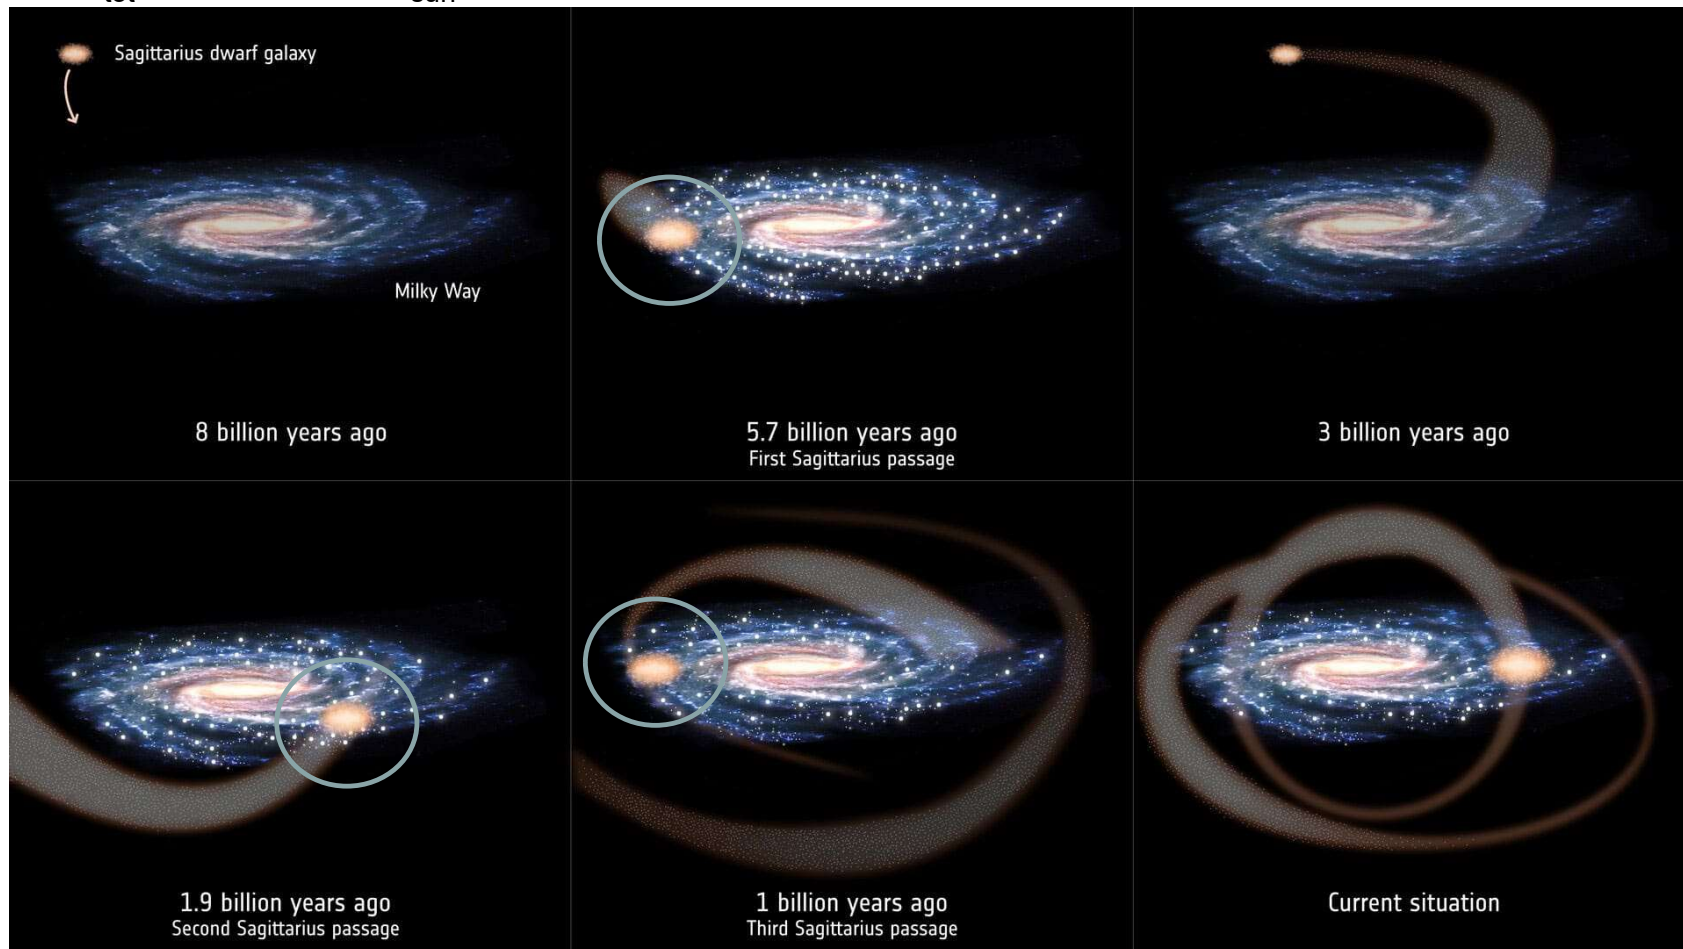 Sagittarius dwarf galaxy
Milky Way
8 billion years ago
5.7 billion years ago
First Sagittarius passage
3 billion years ago
1.9 billion years ago
Second Sagittarius passage
1 billion years ago
Third Sagittarius passage
Current situation